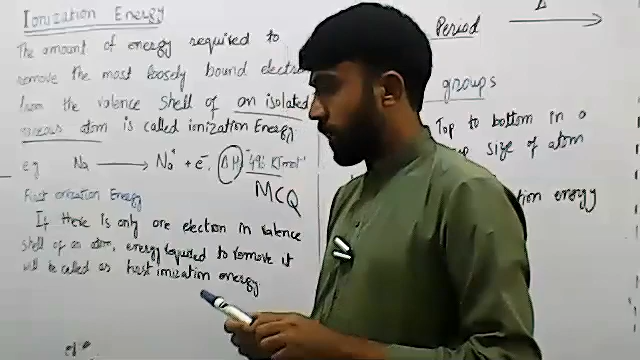 Ionization Energy
The amount of energy required to
remove the most loosely bound electro
from the valence shell of an isolated
gaseous atom is called ionization Energy
e.g Na → Na⁺ + e⁻. ΔH = 496 KJmol⁻¹
MCQ
First ionization Energy
If there is only one electron in valence
shell of an atom, energy required to remove it
will be called as first ionization energy.
Period
groups
Top to bottom in a
size of atom
energy